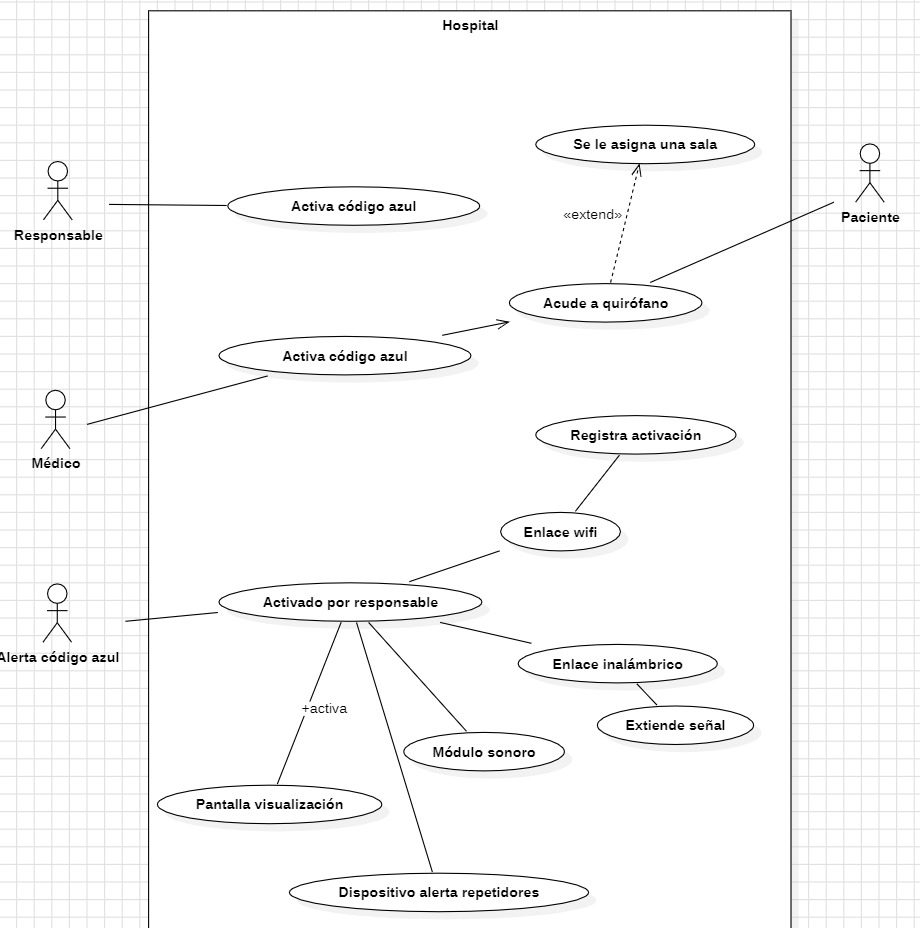 Hospital
Se le asigna una sala
Activa código azul
Responsable
Paciente
«extend»
Acude a quirófano
Activa código azul
Médico
Registra activación
Enlace wifi
Activado por responsable
Alerta código azul
Enlace inalámbrico
+activa
Extiende señal
Módulo sonoro
Pantalla visualización
Dispositivo alerta repetidores